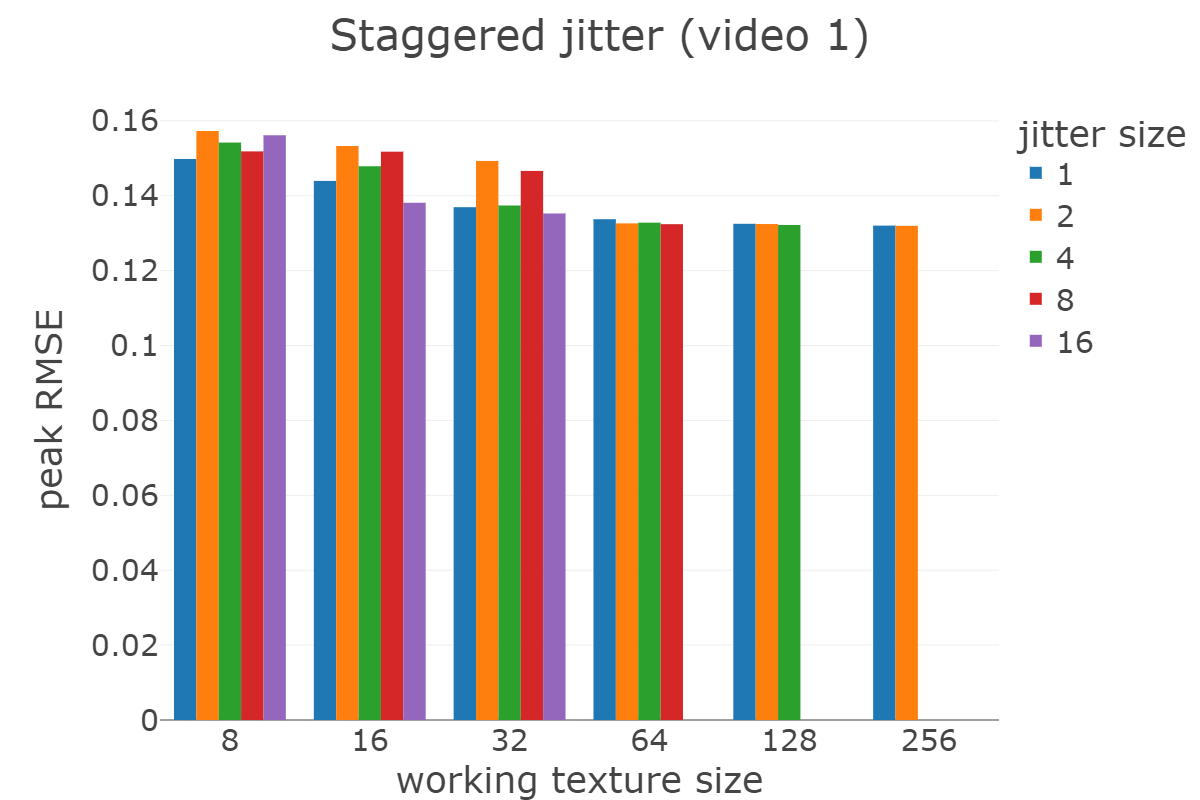 Staggered jitter (video 1)
peak RMSE
0.16
0.14
0.12
0.1
0.08
0.06
0.04
0.02
0
8 16 32 64 128 256
working texture size
jitter size
1
2
4
8
16